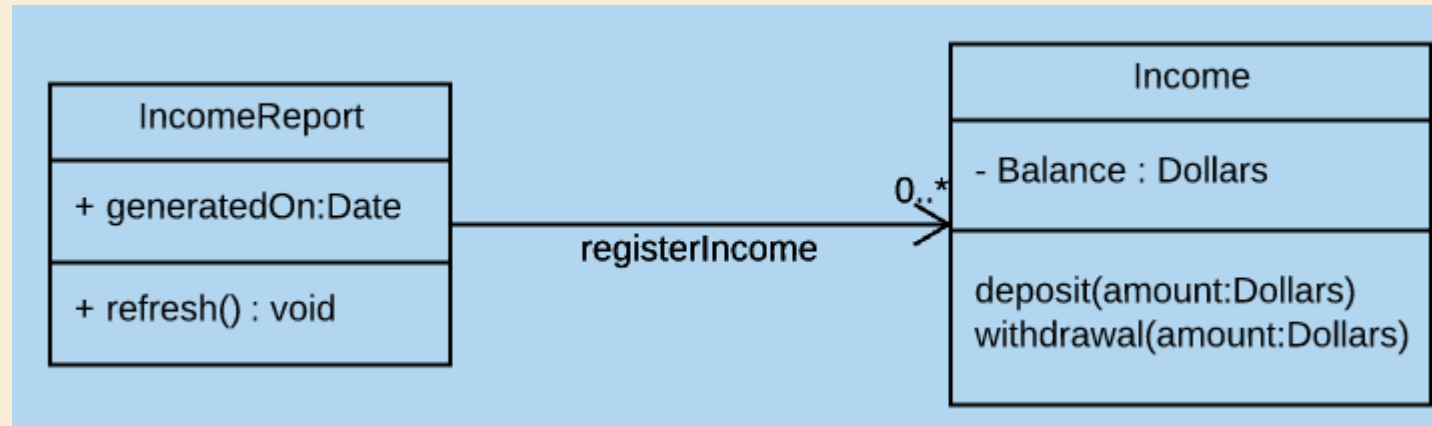 IncomeReport
+ generatedOn:Date
+ refresh() : void
registerIncome
0..*
Income
- Balance : Dollars
deposit(amount:Dollars)
withdrawal(amount:Dollars)